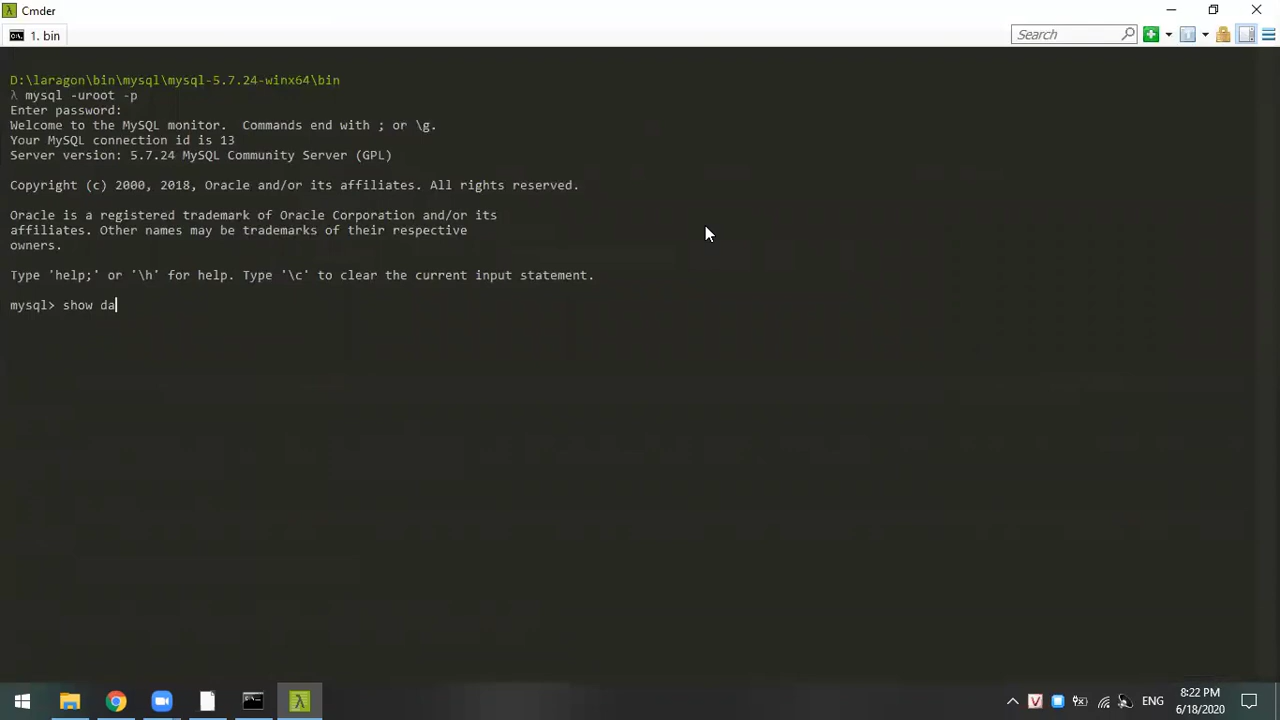 Cmder
1. bin
Search
D:\laragon\bin\mysql\mysql-5.7.24-winx64\bin
λ mysql -uroot -p
Enter password:
Welcome to the MySQL monitor.  Commands end with ; or \g.
Your MySQL connection id is 13
Server version: 5.7.24 MySQL Community Server (GPL)
Copyright (c) 2000, 2018, Oracle and/or its affiliates. All rights reserved.
Oracle is a registered trademark of Oracle Corporation and/or its
affiliates. Other names may be trademarks of their respective
owners.
Type 'help;' or '\h' for help. Type '\c' to clear the current input statement.
mysql> show da
ENG
8:22 PM
6/18/2020